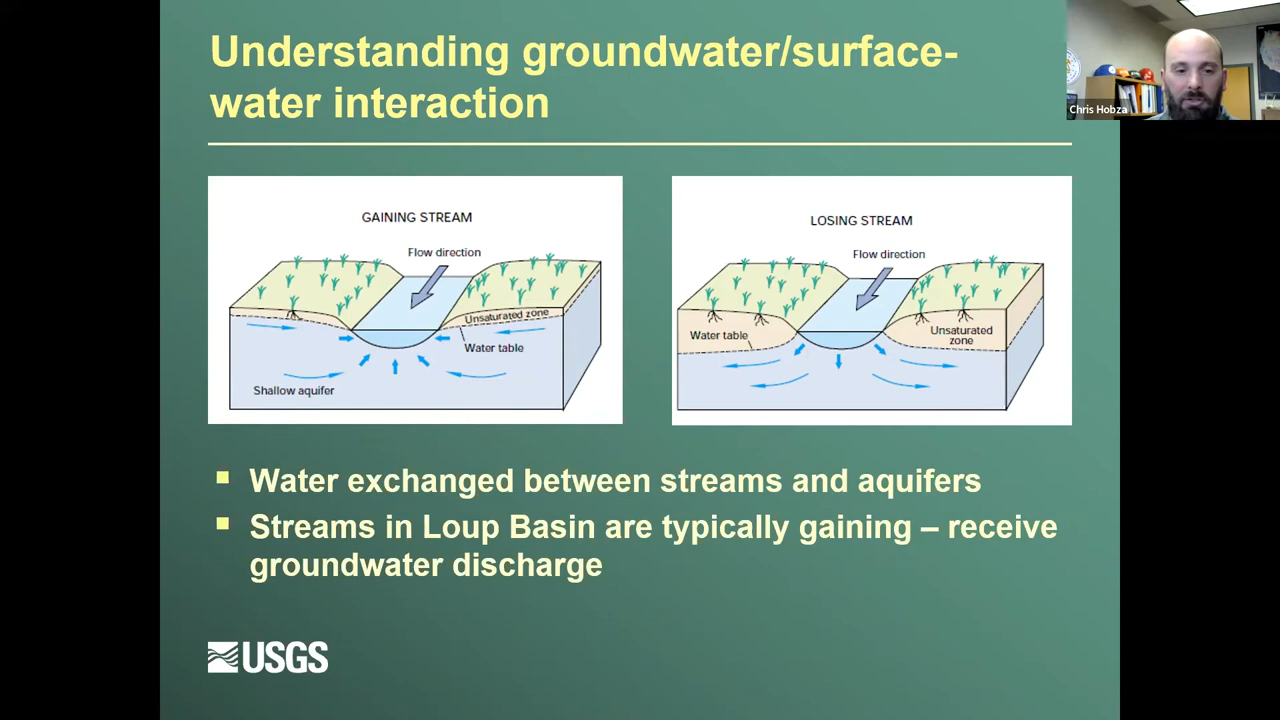 Understanding groundwater/surface-
water interaction
Chris Hobza
GAINING STREAM
Flow direction
Unsaturated zone
Water table
Shallow aquifer
LOSING STREAM
Flow direction
Water table
Unsaturated
zone
Water exchanged between streams and aquifers
Streams in Loup Basin are typically gaining – receive
groundwater discharge
USGS